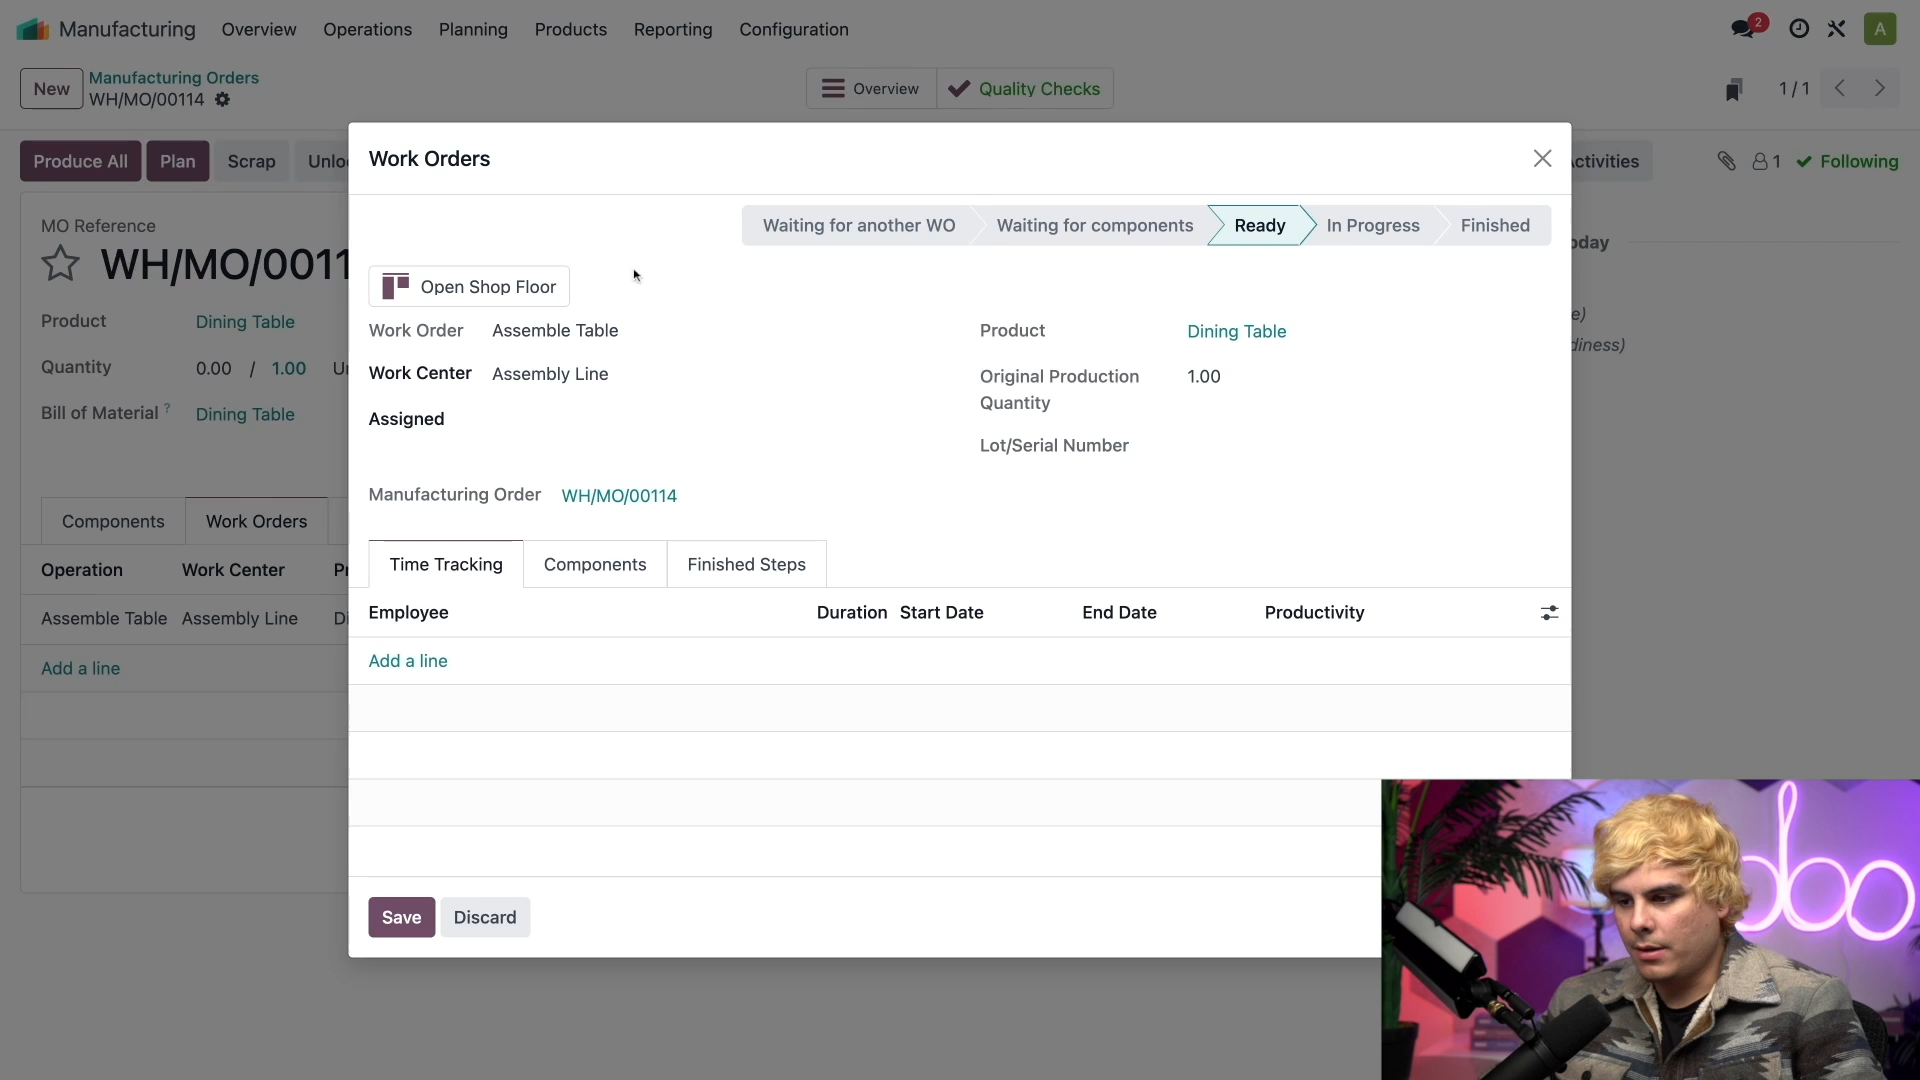 Manufacturing Overview Operations Planning Products Reporting Configuration 2 A
New Manufacturing Orders
WH/MO/00114
Overview Quality Checks 1 / 1
Produce All Plan Scrap 1 Following
Work Orders
Waiting for another WO Waiting for components Ready In Progress Finished
MO Reference
WH/MO/0011
Open Shop Floor
Work Order Assemble Table
Product Dining Table
Work Center Assembly Line
Original Production Quantity 1.00
Assigned
Lot/Serial Number
Manufacturing Order WH/MO/00114
Product Dining Table
Quantity 0.00 / 1.00
Bill of Material ? Dining Table
Components Work Orders
Time Tracking Components Finished Steps
Operation Work Center
Employee Duration Start Date End Date Productivity
Assemble Table Assembly Line
Add a line
Add a line
Save Discard